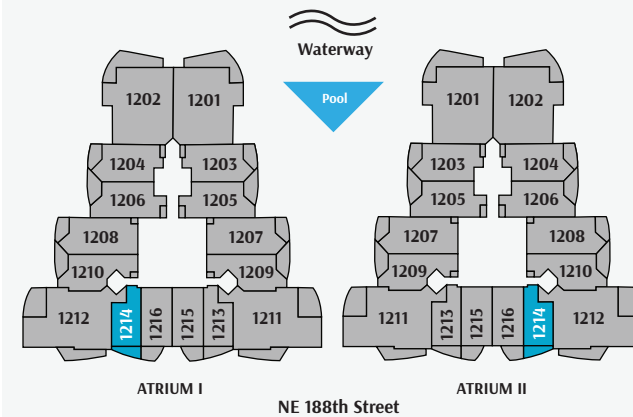 Waterway
Pool
1202 1201
1204 1203
1206 1205
1208 1207
1210 1209
1212 1214 1216 1215 1213 1211
ATRIUM I
1201 1202
1203 1204
1205 1206
1207 1208
1209 1210
1211 1213 1215 1216 1214 1212
ATRIUM II
NE 188th Street